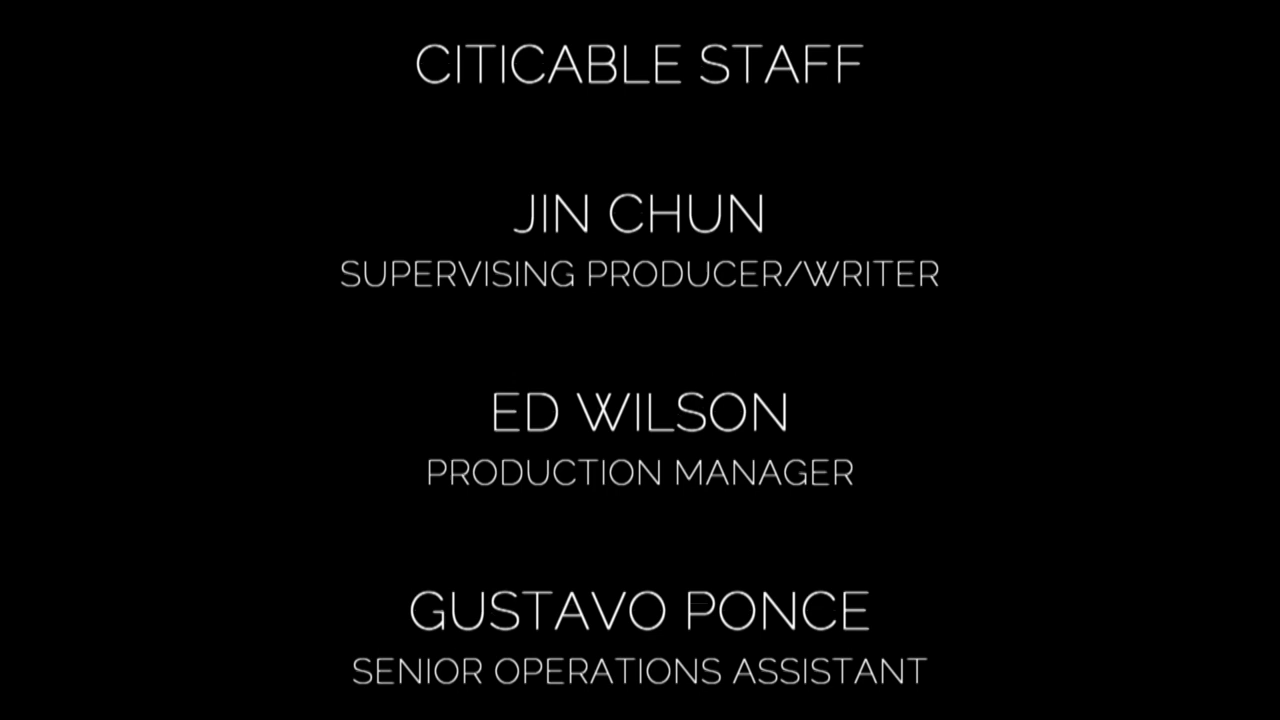 CITICABLE STAFF
JIN CHUN
SUPERVISING PRODUCER/WRITER
ED WILSON
PRODUCTION MANAGER
GUSTAVO PONCE
SENIOR OPERATIONS ASSISTANT